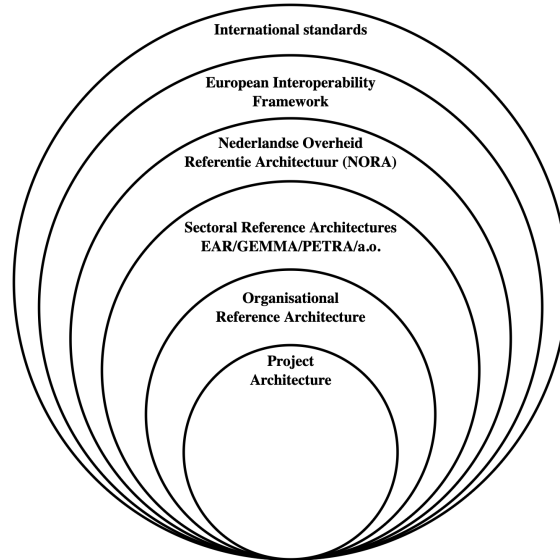 International standards
European Interoperability
Framework
Nederlandse Overheid
Referentie Architectuur (NORA)
Sectoral Reference Architectures
EAR/GEMMA/PETRA/a.o.
Organisational
Reference Architecture
Project
Architecture